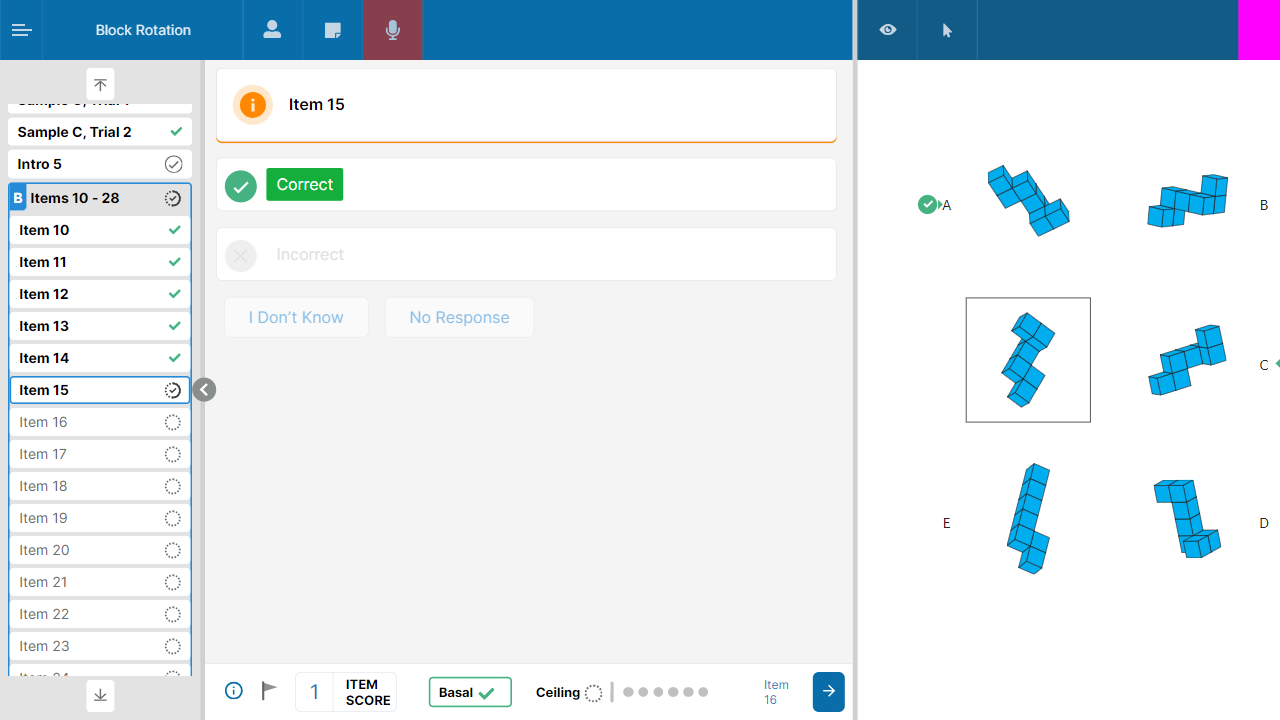 Block Rotation
Sample C, Trial 2
Intro 5
B Items 10 - 28
Item 10
Item 11
Item 12
Item 13
Item 14
Item 15
Item 16
Item 17
Item 18
Item 19
Item 20
Item 21
Item 22
Item 23
Item 15
Correct
Incorrect
I Don't Know
No Response
1
ITEM
SCORE
Basal
Ceiling
Item
16
A
B
C
E
D